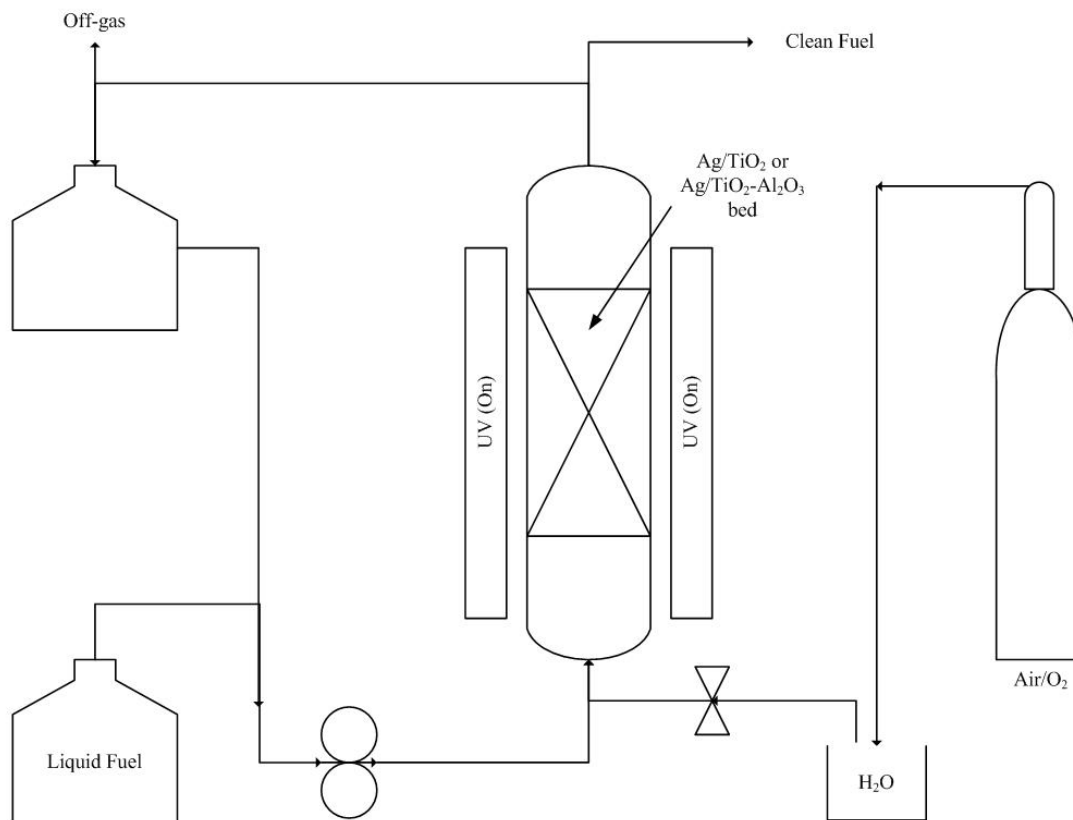 Off-gas
Clean Fuel
Ag/TiO₂ or
Ag/TiO₂-Al₂O₃
bed
UV (On)
UV (On)
Air/O₂
Liquid Fuel
H₂O